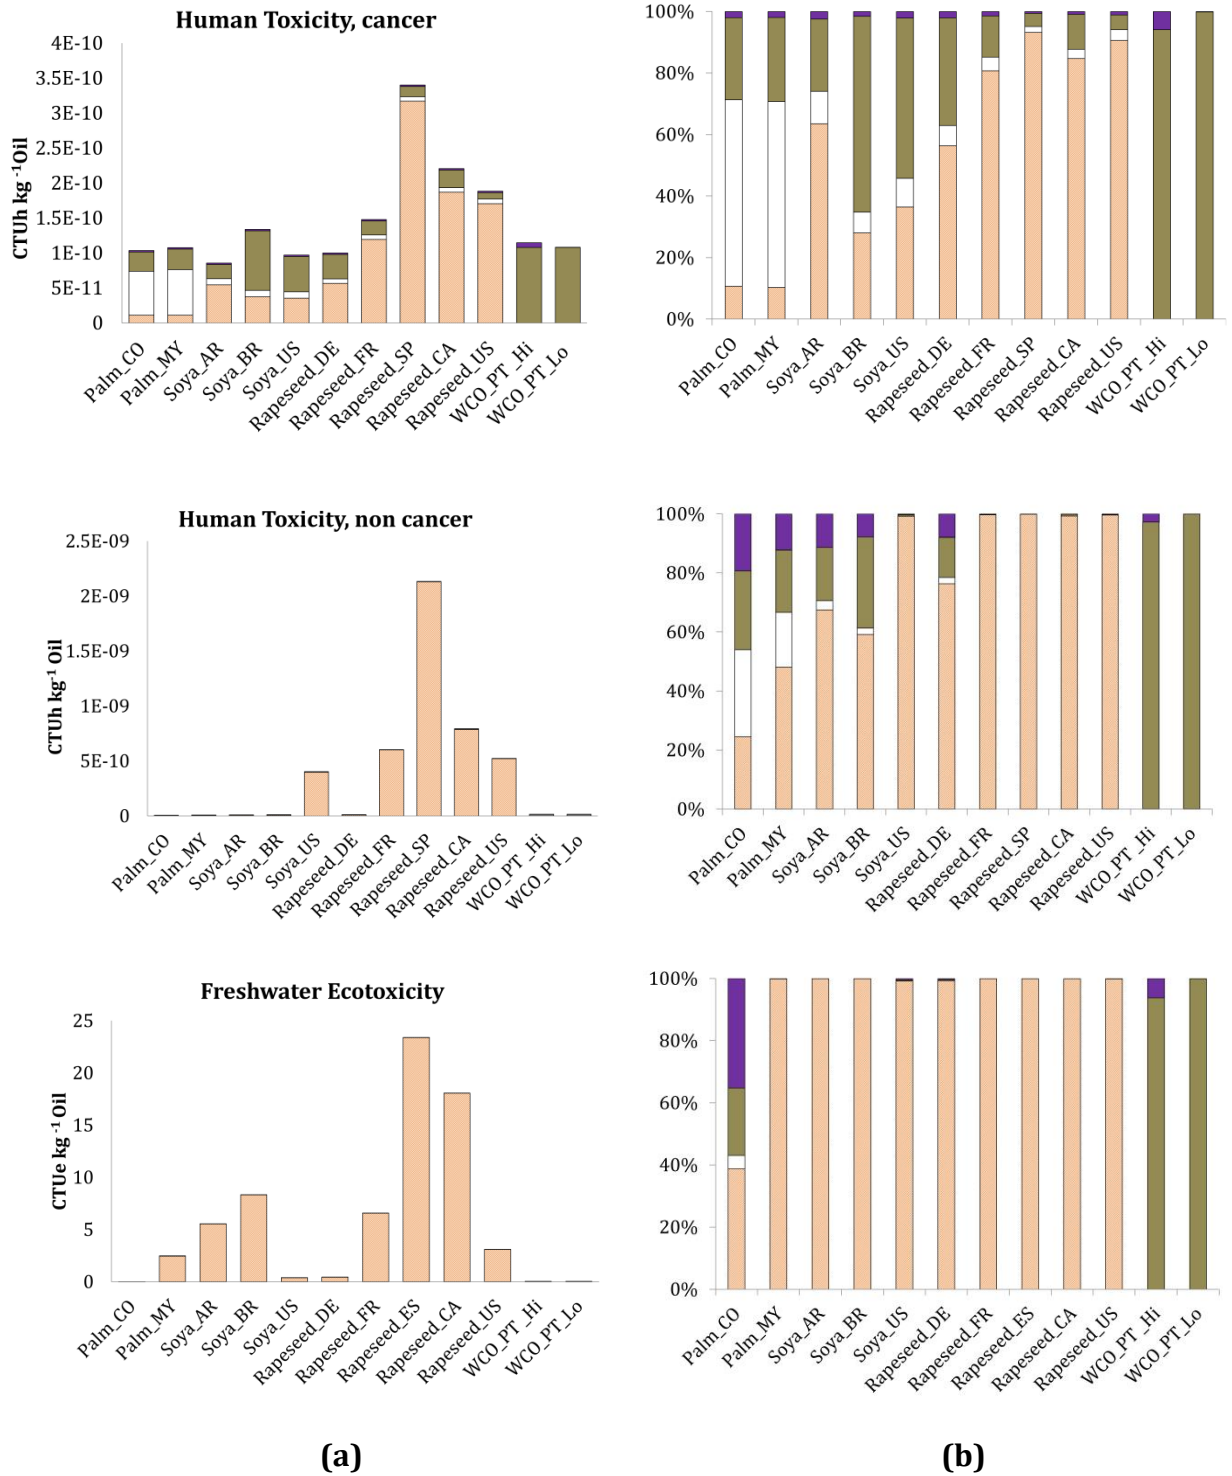 Human Toxicity, cancer
CTUh kg -1 Oil
4E-10
3.5E-10
3E-10
2.5E-10
2E-10
1.5E-10
1E-10
5E-11
0
Palm_CO
Palm_MY
Soya_AR
Soya_BR
Soya_US
Rapeseed_DE
Rapeseed_FR
Rapeseed_SP
Rapeseed_CA
Rapeseed_US
WCO_PT_Hi
WCO_PT_Lo
100%
80%
60%
40%
20%
0%
Palm_CO
Palm_MY
Soya_AR
Soya_BR
Soya_US
Rapeseed_DE
Rapeseed_FR
Rapeseed_SP
Rapeseed_CA
Rapeseed_US
WCO_PT_Hi
WCO_PT_Lo
Human Toxicity, non cancer
CTUh kg-1 Oil
2.5E-09
2E-09
1.5E-09
1E-09
5E-10
0
Palm_CO
Palm_MY
Soya_AR
Soya_BR
Soya_US
Rapeseed_DE
Rapeseed_FR
Rapeseed_SP
Rapeseed_CA
Rapeseed_US
WCO_PT_Hi
WCO_PT_Lo
100%
80%
60%
40%
20%
0%
Palm_CO
Palm_MY
Soya_AR
Soya_BR
Soya_US
Rapeseed_DE
Rapeseed_FR
Rapeseed_SP
Rapeseed_CA
Rapeseed_US
WCO_PT_Hi
WCO_PT_Lo
Freshwater Ecotoxicity
CTUe kg -1 Oil
25
20
15
10
5
0
Palm_CO
Palm_MY
Soya_AR
Soya_BR
Soya_US
Rapeseed_DE
Rapeseed_FR
Rapeseed_ES
Rapeseed_CA
Rapeseed_US
WCO_PT_Hi
WCO_PT_Lo
100%
80%
60%
40%
20%
0%
Palm_CO
Palm_MY
Soya_AR
Soya_BR
Soya_US
Rapeseed_DE
Rapeseed_FR
Rapeseed_ES
Rapeseed_CA
Rapeseed_US
WCO_PT_Hi
WCO_PT_Lo
(a)
(b)